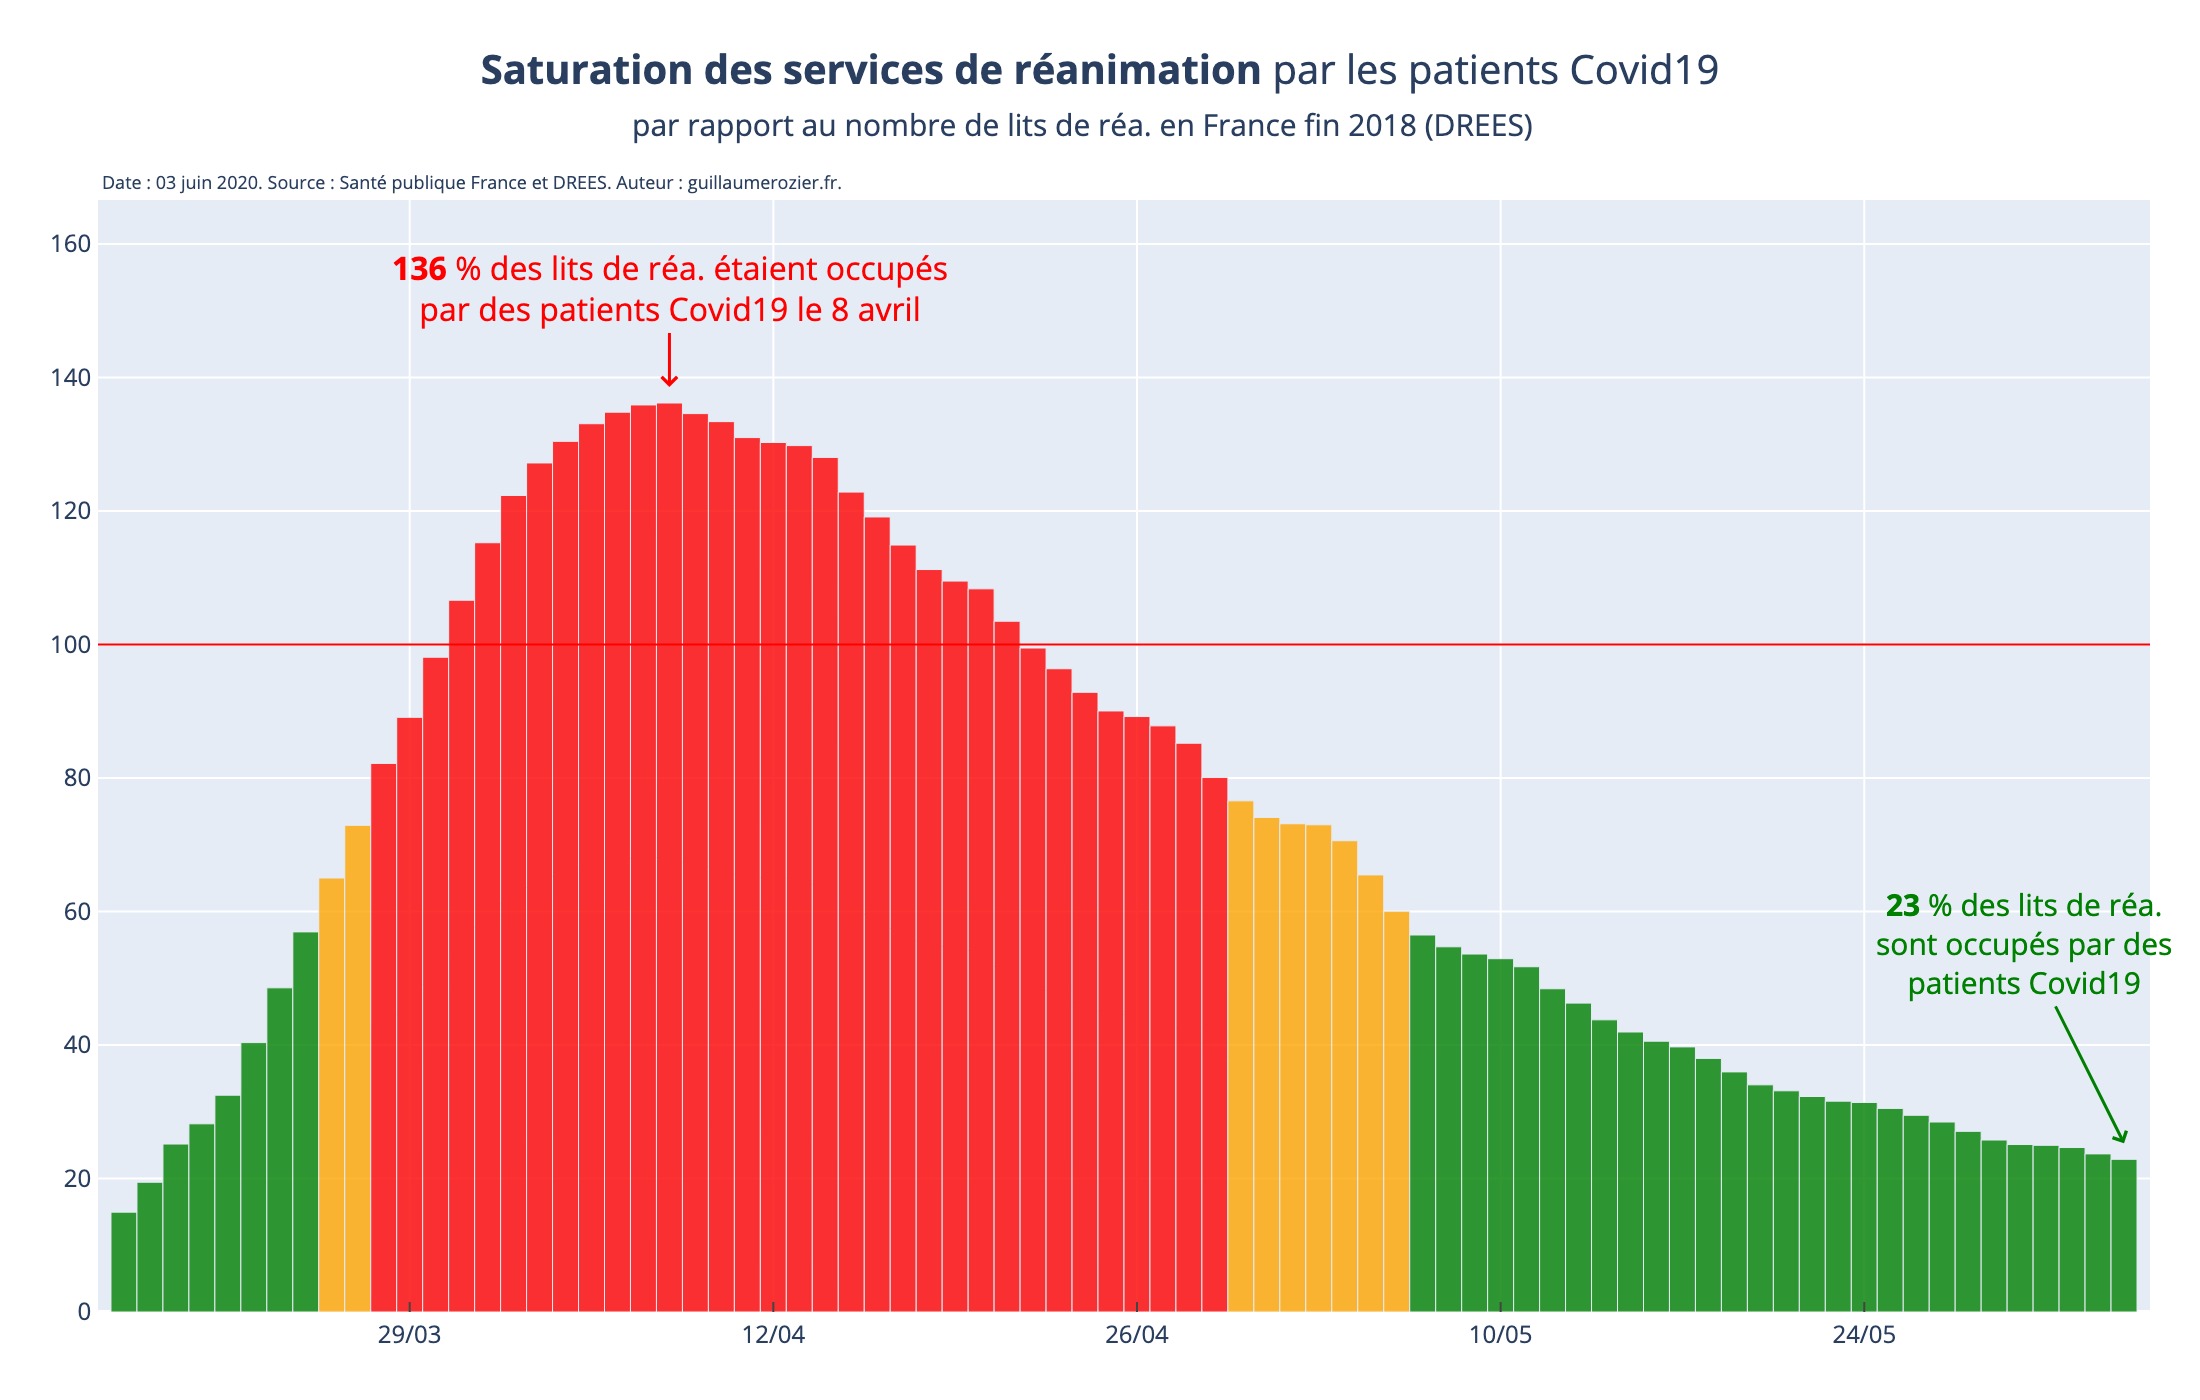 Saturation des services de réanimation par les patients Covid19
par rapport au nombre de lits de réa. en France fin 2018 (DREES)
Date : 03 juin 2020. Source : Santé publique France et DREES. Auteur : guillaumerozier.fr.
160
136 % des lits de réa. étaient occupés
par des patients Covid19 le 8 avril
140
120
100
80
60
23 % des lits de réa.
sont occupés par des
patients Covid19
40
20
0
29/03
12/04
26/04
10/05
24/05